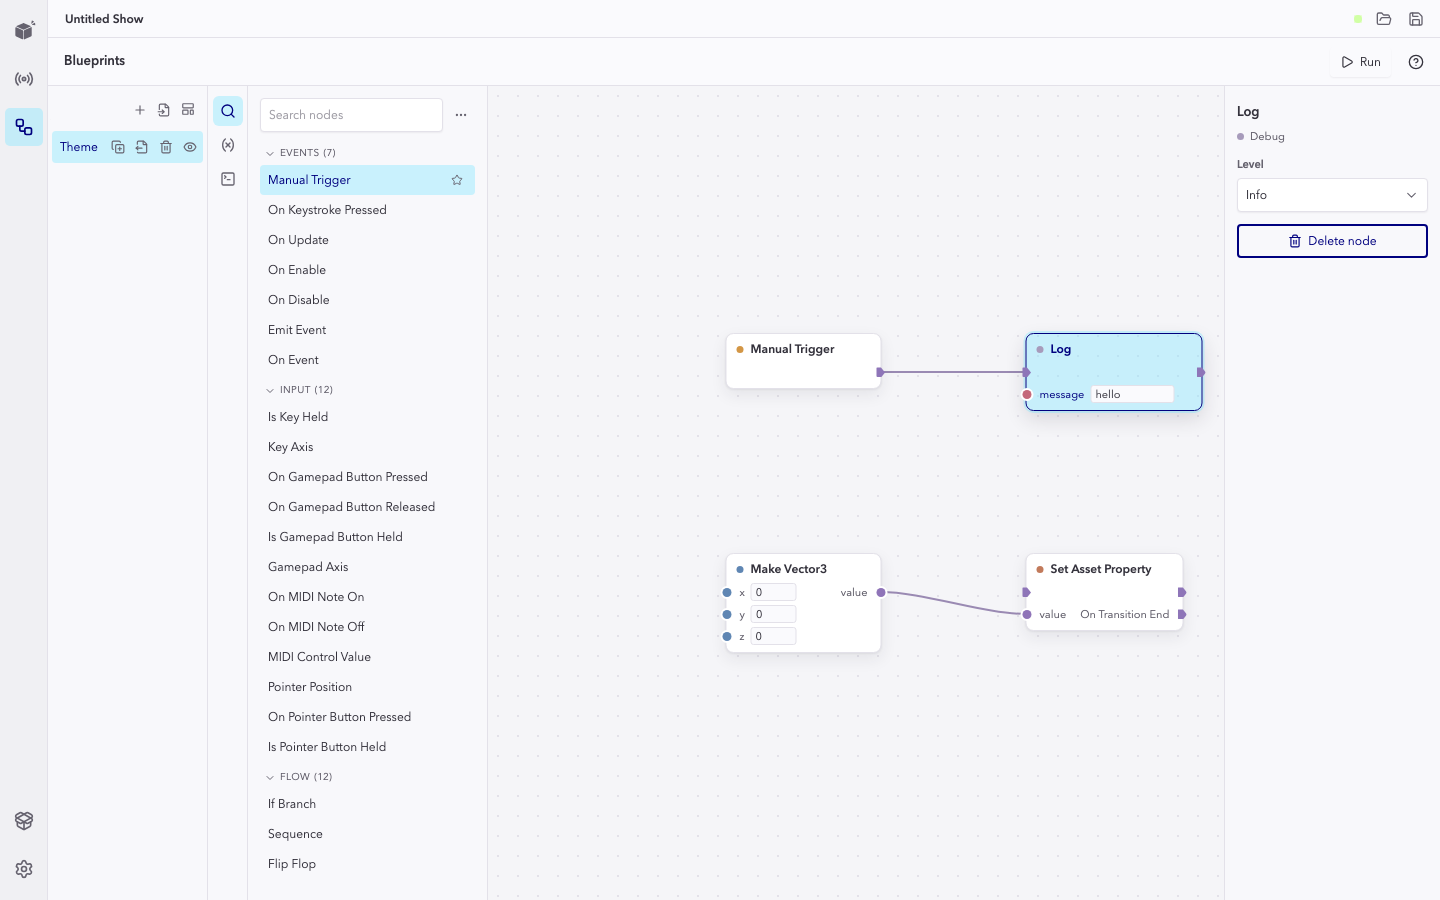 Untitled Show
Blueprints
Run
Theme
Search nodes
EVENTS (7)
Manual Trigger
On Keystroke Pressed
On Update
On Enable
On Disable
Emit Event
On Event
INPUT (12)
Is Key Held
Key Axis
On Gamepad Button Pressed
On Gamepad Button Released
Is Gamepad Button Held
Gamepad Axis
On MIDI Note On
On MIDI Note Off
MIDI Control Value
Pointer Position
On Pointer Button Pressed
Is Pointer Button Held
FLOW (12)
If Branch
Sequence
Flip Flop
Manual Trigger
Log
message hello
Make Vector3
x 0 value
y 0
z 0
Set Asset Property
value On Transition End
Log
Debug
Level
Info
Delete node